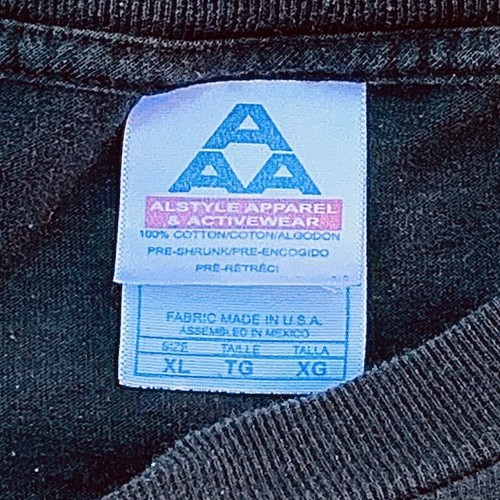 A
AA
ALSTYLE APPAREL
& ACTIVEWEAR
100% COTTON/COTON/ALGODON
PRE-SHRUNK/PRE-ENCOGIDO
PRÉ-RÉTRÉCI
FABRIC MADE IN U.S.A.
ASSEMBLED IN MEXICO
SIZE TAILLE TALLA
XL TG XG